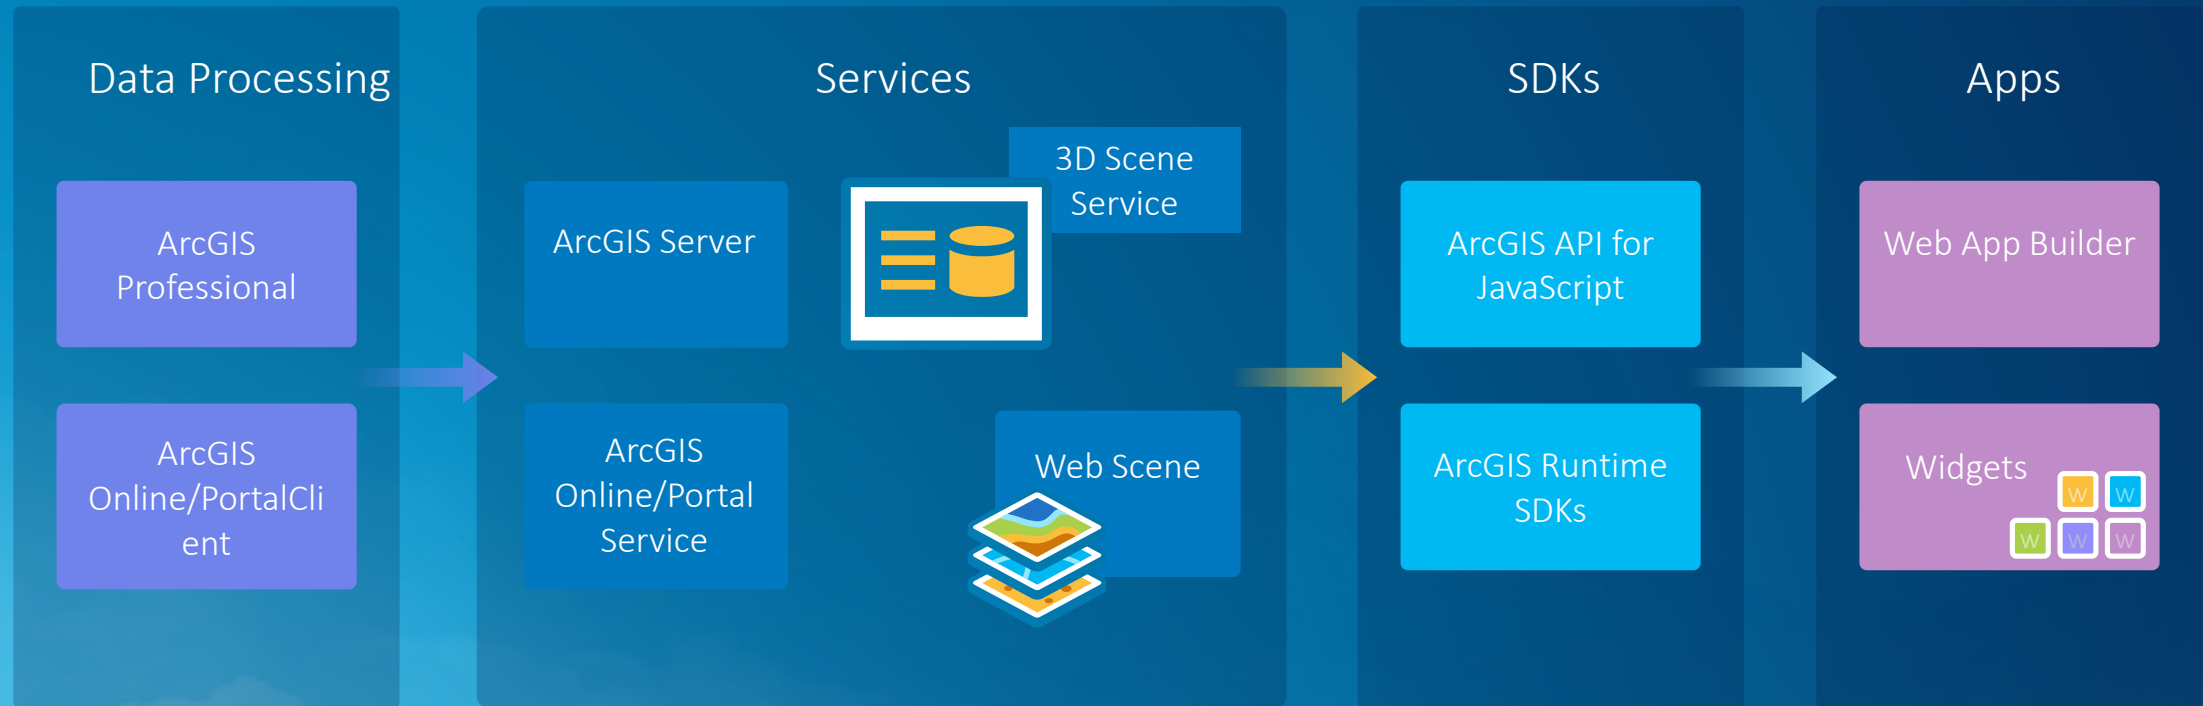 Data Processing
ArcGIS
Professional
ArcGIS
Online/PortalCli
ent
Services
ArcGIS Server
3D Scene
Service
ArcGIS
Online/Portal
Service
Web Scene
SDKs
ArcGIS API for
JavaScript
ArcGIS Runtime
SDKs
Apps
Web App Builder
Widgets
W W
W W W